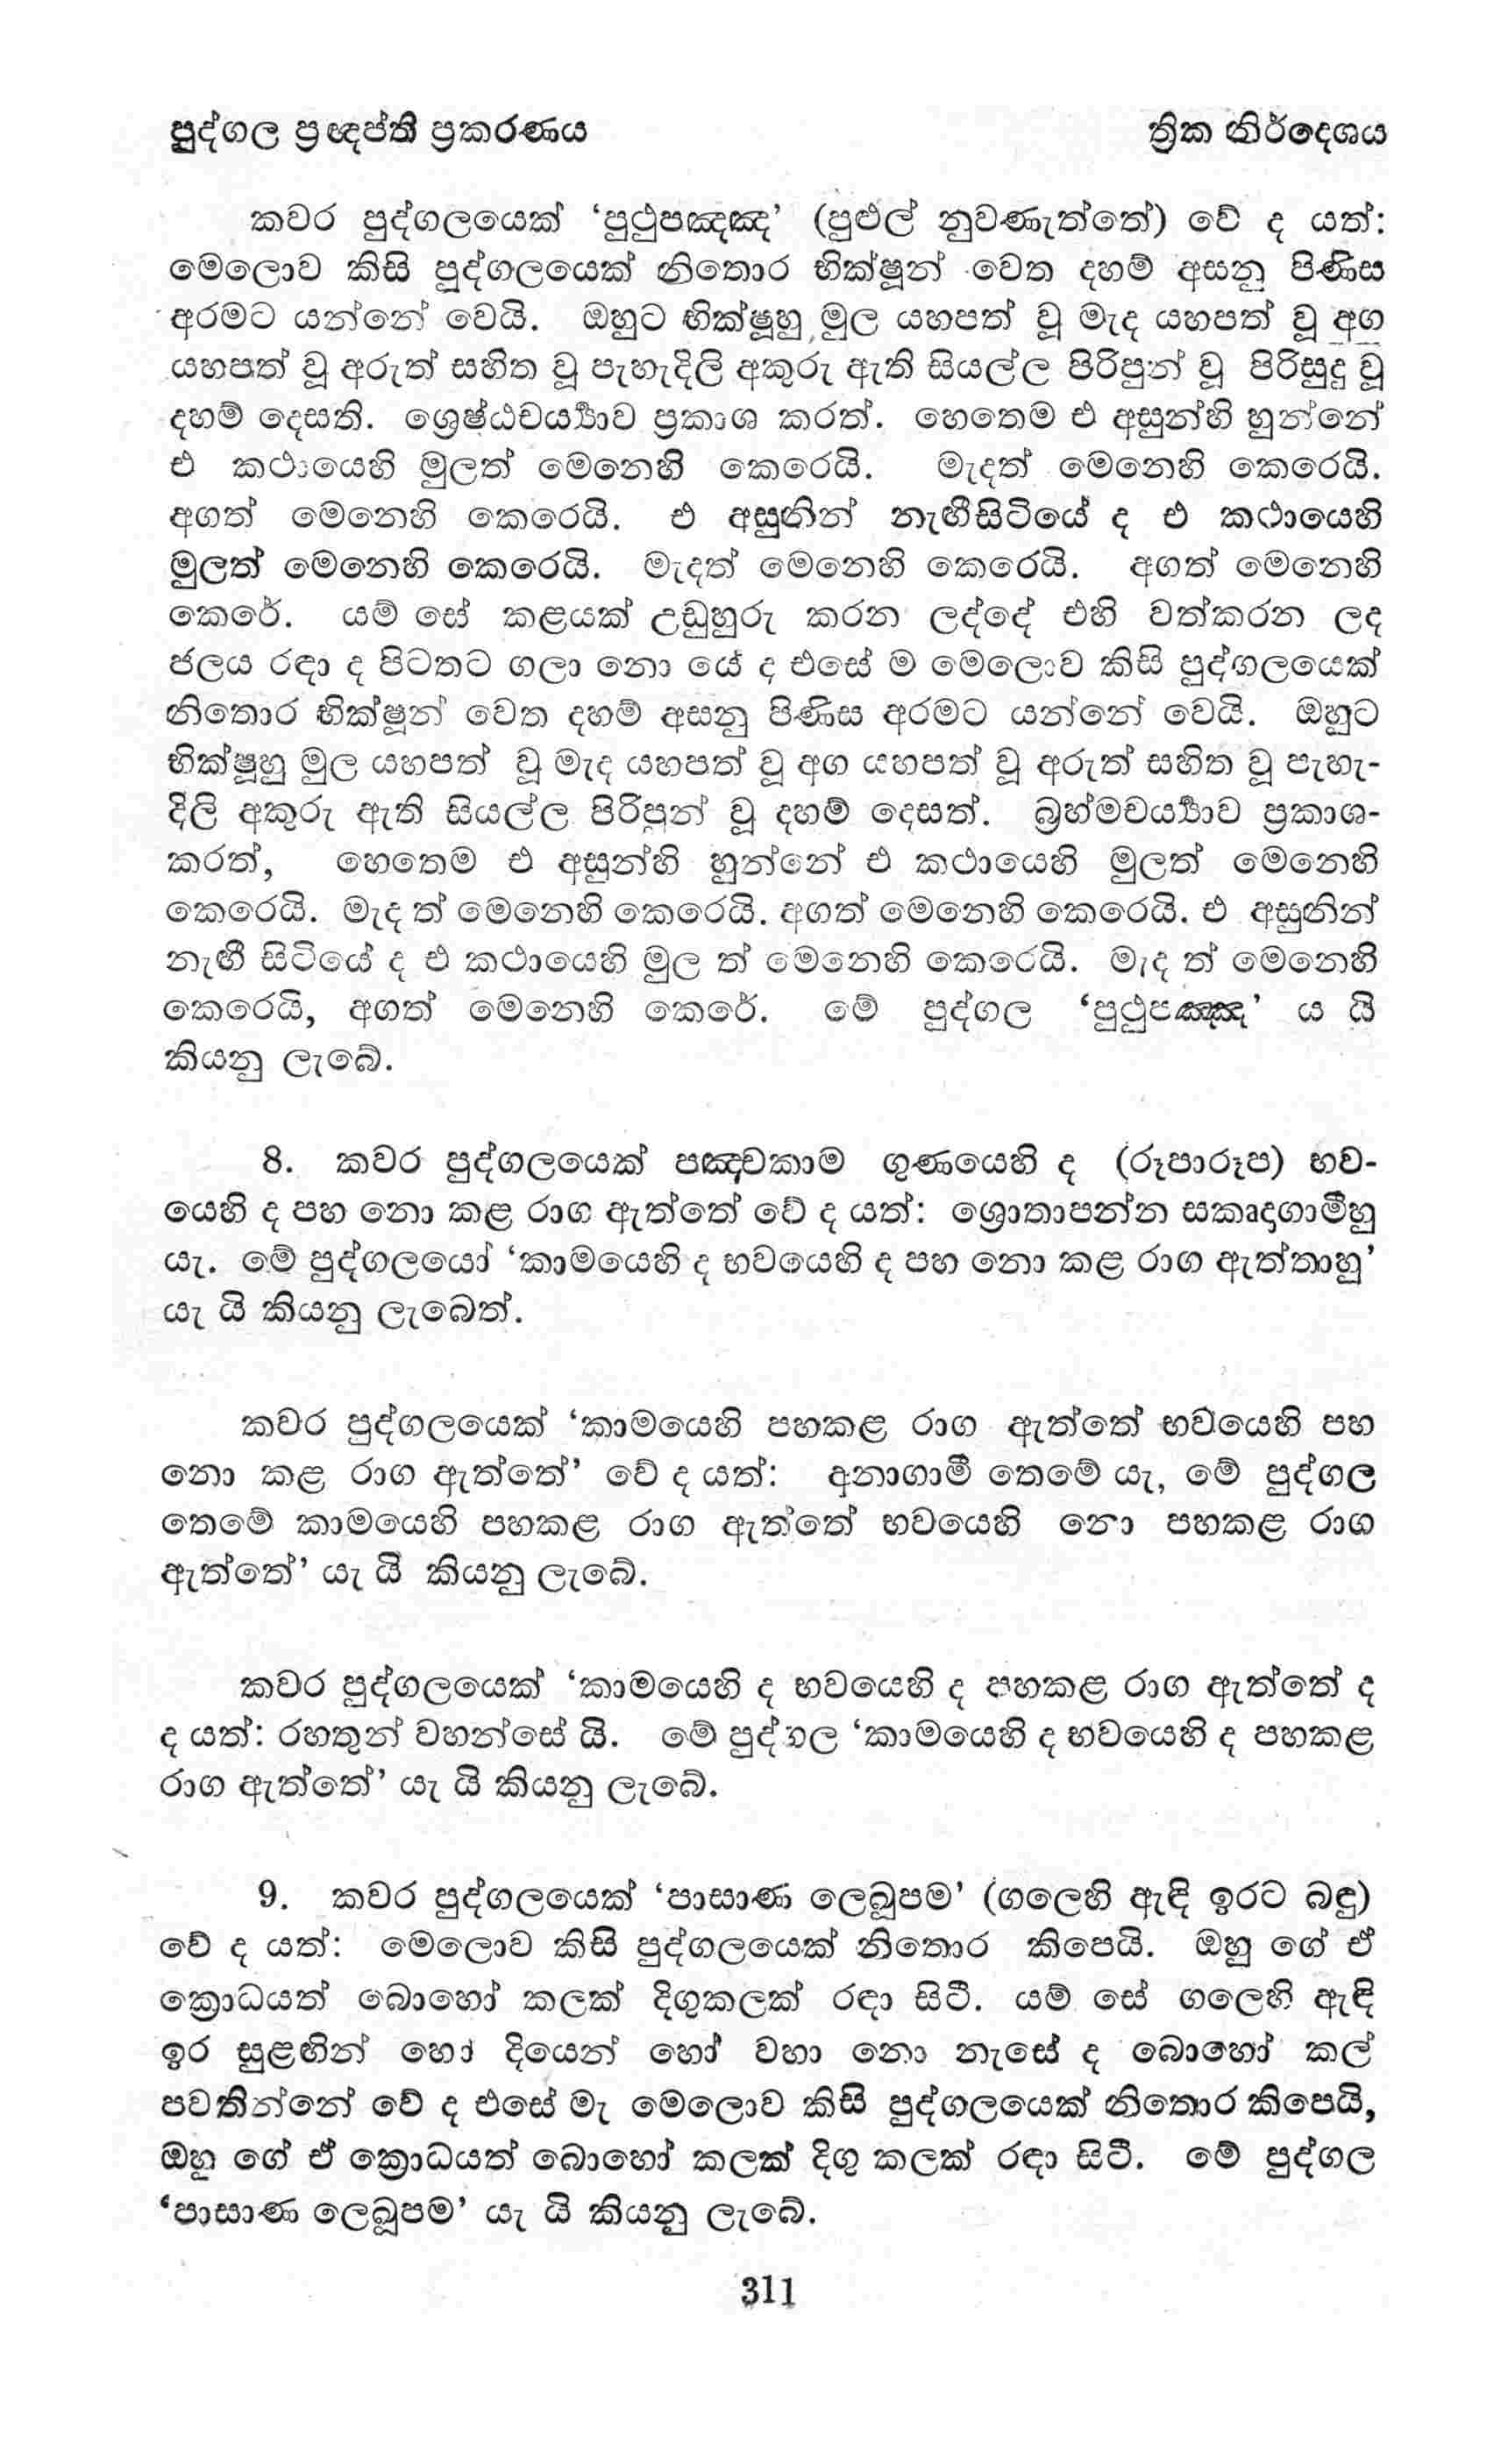 පුද්ගල ප්‍රඥප්ති ප්‍රකරණය ත්‍රික නිර්දෙශය
කවර පුද්ගලයෙක් ‘පුථුපඤ්ඤ’ (පුළුල් නුවණැත්තේ) වේ ද යත්:
මෙලොව කිසි පුද්ගලයෙක් නිතොර භික්ෂූන් වෙත දහම් අසනු පිණිස
අරමට යන්නේ වෙයි. ඔහුට භික්ෂූහු මුල යහපත් වූ මැද යහපත් වූ අග
යහපත් වූ අරුත් සහිත වූ පැහැදිලි අකුරු ඇති සියල්ල පිරිපුන් වූ පිරිසුදු වූ
දහම් දෙසති. ශ්‍රෙෂ්ඨචර්‍ය්‍යාව ප්‍රකාශ කරත්. හෙතෙම එ අසුන්හි හුන්නේ
එ කථායෙහි මුලත් මෙනෙහි කෙරෙයි. මැදත් මෙනෙහි කෙරෙයි.
අගත් මෙනෙහි කෙරෙයි. එ අසුනින් නැඟීසිටියේ ද එ කථායෙහි
මුලත් මෙනෙහි කෙරෙයි. මැදත් මෙනෙහි කෙරෙයි. අගත් මෙනෙහි
කෙරේ. යම් සේ කළයක් උඩුහුරු කරන ලද්දේ එහි වත්කරන ලද
ජලය රඳා ද පිටතට ගලා නො යේ ද එසේ ම මෙලොව කිසි පුද්ගලයෙක්
නිතොර භික්ෂූන් වෙත දහම් අසනු පිණිස අරමට යන්නේ වෙයි. ඔහුට
භික්ෂූහු මුල යහපත් වූ මැද යහපත් වූ අග යහපත් වූ අරුත් සහිත වූ පැහැ-
දිලි අකුරු ඇති සියල්ල පිරිපුන් වූ දහම් දෙසත්. බ්‍රහ්මචර්‍ය්‍යාව ප්‍රකාශ-
කරත්, හෙතෙම එ අසුන්හි හුන්නේ එ කථායෙහි මුලත් මෙනෙහි
කෙරෙයි. මැද ත් මෙනෙහි කෙරෙයි. අගත් මෙනෙහි කෙරෙයි. එ අසුනින්
නැඟී සිටියේ ද එ කථායෙහි මුල ත් මෙනෙහි කෙරෙයි. මැද ත් මෙනෙහි
කෙරෙයි, අගත් මෙනෙහි කෙරේ. මේ පුද්ගල ‘පුථුපඤ්ඤ’ ය යි
කියනු ලැබේ.
8. කවර පුද්ගලයෙක් පඤ්චකාම ගුණයෙහි ද (රූපාරූප) භව-
යෙහි ද පහ නො කළ රාග ඇත්තේ වේ ද යත්: ශ්‍රොතාපන්න සකෘදාගාමීහු
යැ. මේ පුද්ගලයෝ ‘කාමයෙහි ද භවයෙහි ද පහ නො කළ රාග ඇත්තාහූ’
යැ යි කියනු ලැබෙත්.
කවර පුද්ගලයෙක් ‘කාමයෙහි පහකළ රාග ඇත්තේ භවයෙහි පහ
නො කළ රාග ඇත්තේ’ වේ ද යත්: අනාගාමී තෙමේ යැ, මේ පුද්ගල
තෙමේ කාමයෙහි පහකළ රාග ඇත්තේ භවයෙහි නො පහකළ රාග
ඇත්තේ’ යැ යි කියනු ලැබේ.
කවර පුද්ගලයෙක් ‘කාමයෙහි ද භවයෙහි ද පහකළ රාග ඇත්තේ ද
ද යත්: රහතුන් වහන්සේ යි. මේ පුද්ගල ‘කාමයෙහි ද භවයෙහි ද පහකළ
රාග ඇත්තේ’ යැ යි කියනු ලැබේ.
9. කවර පුද්ගලයෙක් ‘පාසාණ ලෙඛූපම’ (ගලෙහි ඇඳි ඉරට බඳු)
වේ ද යත්: මෙලොව කිසි පුද්ගලයෙක් නිතොර කිපෙයි. ඔහු ගේ ඒ
ක්‍රොධයත් බොහෝ කලක් දිගුකලක් රඳා සිටී. යම් සේ ගලෙහි ඇඳි
ඉර සුළඟින් හො දියෙන් හෝ වහා නො නැසේ ද බොහෝ කල්
පවතින්නේ වේ ද එසේ මැ මෙලොව කිසි පුද්ගලයෙක් නිතොර කිපෙයි,
ඔහු ගේ ඒ ක්‍රොධයත් බොහෝ කලක් දිගු කලක් රඳා සිටී. මේ පුද්ගල
‘පාසාණ ලෙඛූපම’ යැ යි කියනු ලැබේ.
311